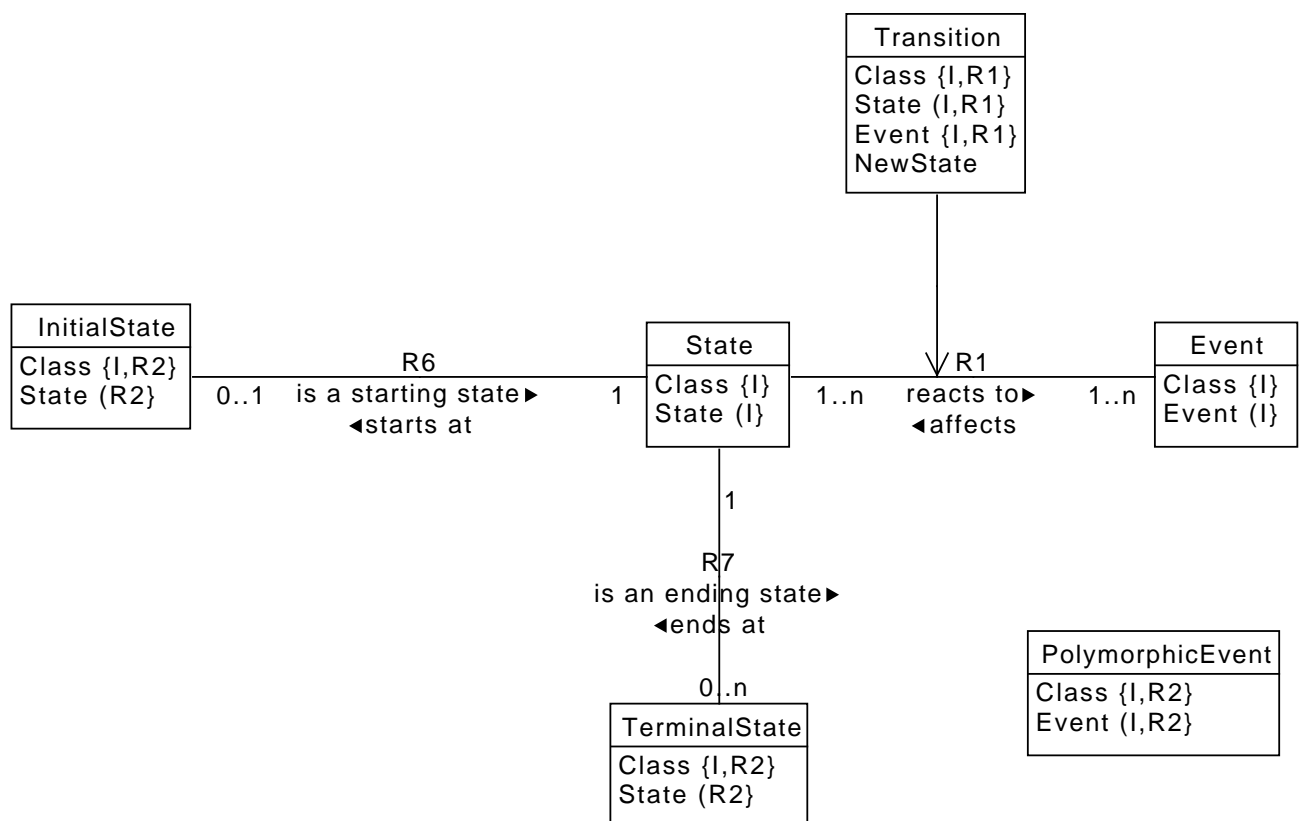 Transition
Class {I,R1}
State (I,R1}
Event {I,R1}
NewState
InitialState
Class {I,R2}
State (R2}
R6
0..1 is a starting state▶ 1
◀starts at
State
Class {I}
State (I}
R1
1..n reacts to▶ 1..n
◀affects
Event
Class {I}
Event (I}
1
R7
is an ending state▶
◀ends at
0..n
TerminalState
Class {I,R2}
State (R2}
PolymorphicEvent
Class {I,R2}
Event (I,R2}